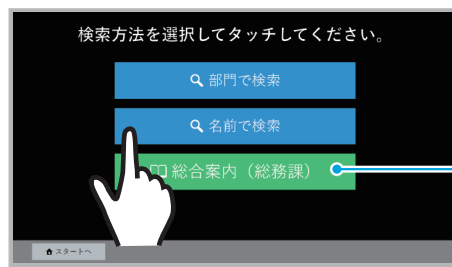 検索方法を選択してタッチしてください。
部門で検索
名前で検索
総合案内（総務課）
スタートへ